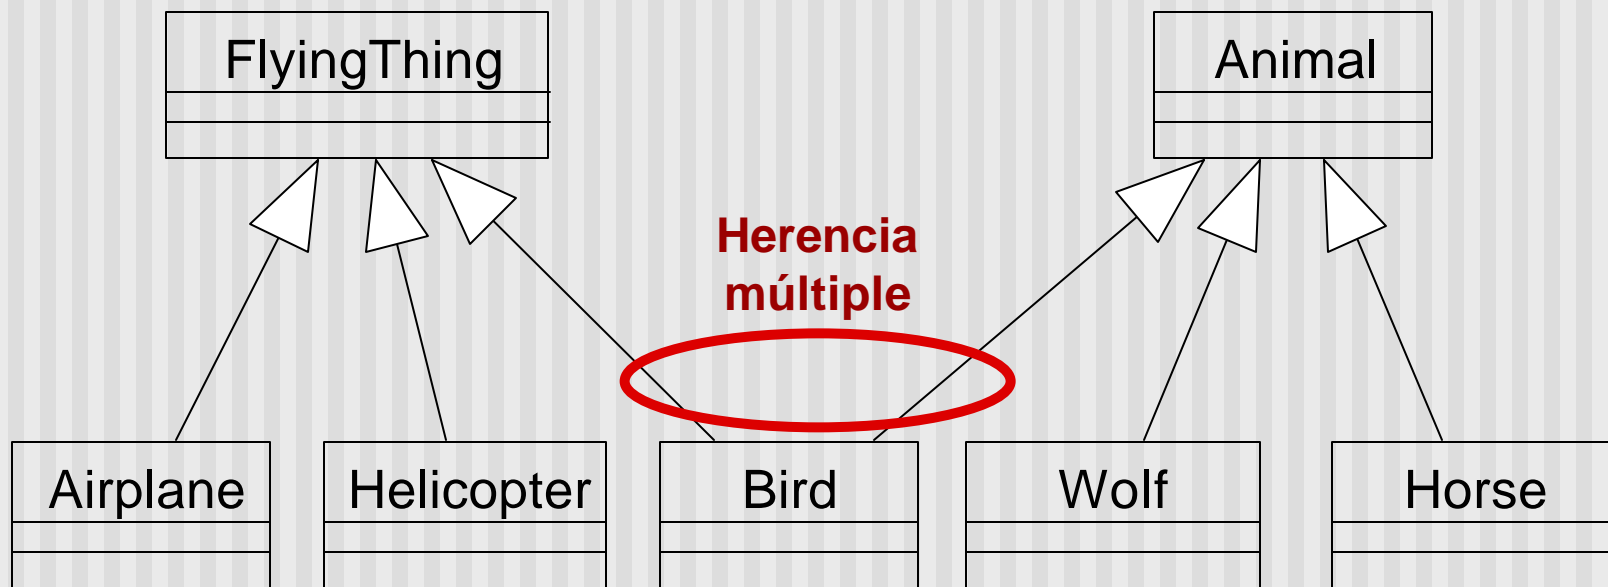 FlyingThing
Animal
Herencia
múltiple
Airplane
Helicopter
Bird
Wolf
Horse